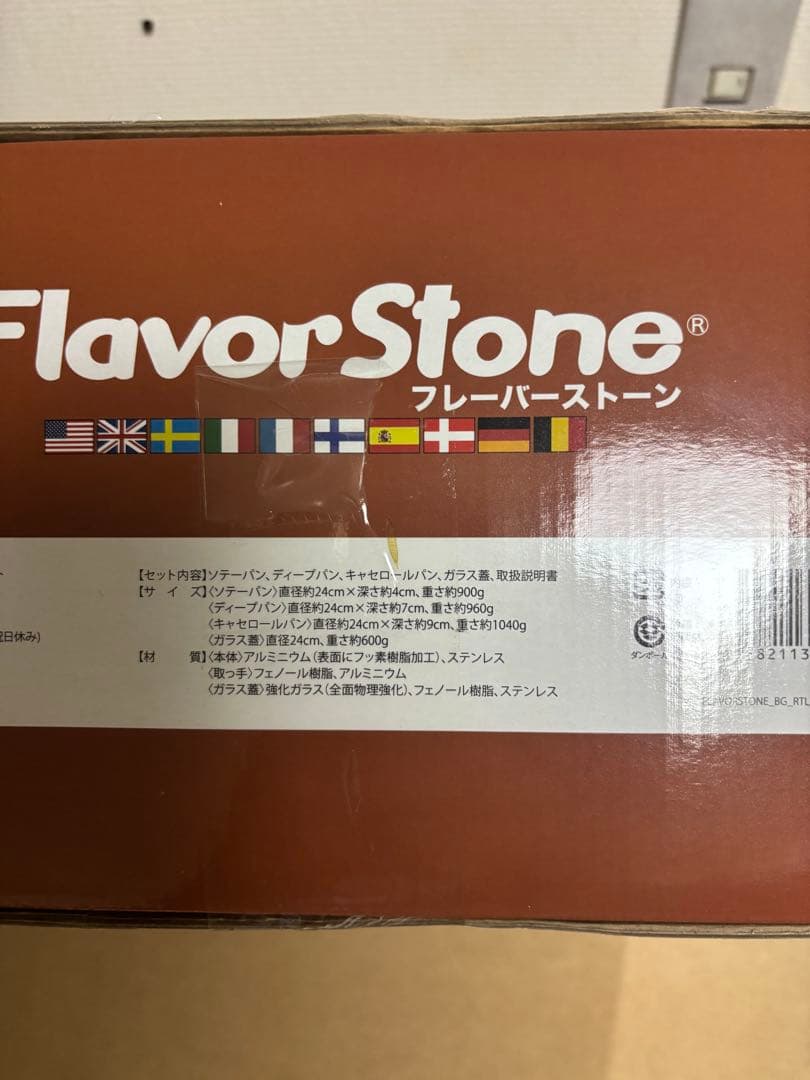 FlavorStone®
フレーバーストーン
【セット内容】ソテーパン、ディープパン、キャセロールパン、ガラス蓋、取扱説明書
【サ イ ズ】〈ソテーパン〉直径約24cm×深さ約4cm、重さ約900g
〈ディープパン〉直径約24cm×深さ約7cm、重さ約960g
〈キャセロールパン〉直径約24cm×深さ約9cm、重さ約1040g
祝日休み)
〈ガラス蓋〉直径24cm、重さ約600g
【材 質】〈本体〉アルミニウム(表面にフッ素樹脂加工)、ステンレス
〈取っ手〉フェノール樹脂、アルミニウム
〈ガラス蓋〉強化ガラス(全面物理強化)、フェノール樹脂、ステンレス
ダンボール
82113
FLAVORSTONE_BG_RTL